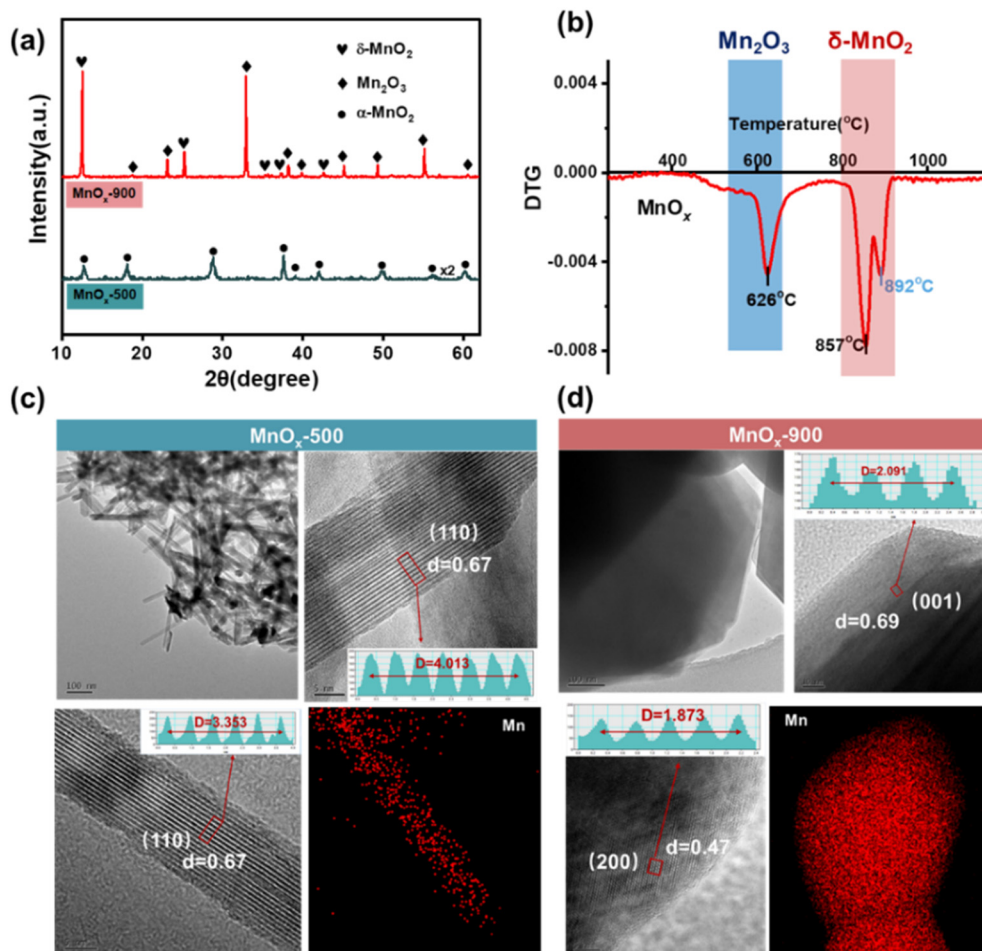 (a)
δ-MnO₂
Mn₂O₃
α-MnO₂
Intensity(a.u.)
MnOₓ-900
x2
MnOₓ-500
10 20 30 40 50 60
2θ(degree)
(b)
Mn₂O₃ δ-MnO₂
0.004
Temperature(°C)
400 600 800 1000
0.000
DTG
MnOₓ
-0.004
626°C
892°C
857°C
-0.008
(c)
MnOₓ-500
100 nm
(110)
d=0.67
D=4.013
5 nm
D=3.353
(110)
d=0.67
Mn
(d)
MnOₓ-900
D=2.091
(001)
d=0.69
D=1.873
(200)
d=0.47
Mn